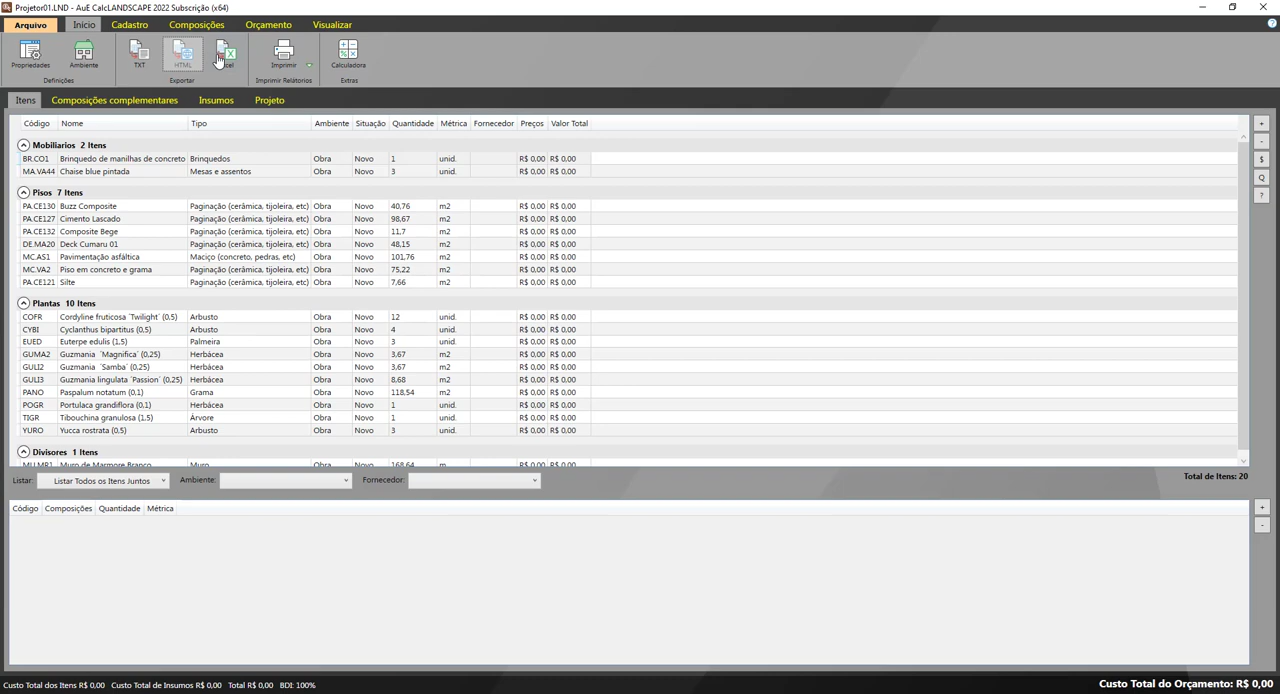 Projetor01.LND - AuE CalcLANDSCAPE 2022 Subscrição (x64)
Arquivo Início Cadastro Composições Orçamento Visualizar
Propriedades Ambiente TXT HTML Excel Imprimir Calculadora
Definições Exportar Imprimir Relatórios Extras
Itens Composições complementares Insumos Projeto
Código Nome Tipo Ambiente Situação Quantidade Métrica Fornecedor Preços Valor Total
Mobiliarios 2 Itens
BR.CO1 Brinquedo de manilhas de concreto Brinquedos Obra Novo 1 unid. R$ 0,00 R$ 0,00
MA.VA44 Chaise blue pintada Mesas e assentos Obra Novo 3 unid. R$ 0,00 R$ 0,00
Pisos 7 Itens
PA.CE130 Buzz Composite Paginação (cerâmica, tijoleira, etc) Obra Novo 40,76 m2 R$ 0,00 R$ 0,00
PA.CE127 Cimento Lascado Paginação (cerâmica, tijoleira, etc) Obra Novo 98,67 m2 R$ 0,00 R$ 0,00
PA.CE132 Composite Bege Paginação (cerâmica, tijoleira, etc) Obra Novo 11,7 m2 R$ 0,00 R$ 0,00
DE.MA20 Deck Cumaru 01 Paginação (cerâmica, tijoleira, etc) Obra Novo 48,15 m2 R$ 0,00 R$ 0,00
MC.AS1 Pavimentação asfáltica Maciço (concreto, pedras, etc) Obra Novo 101,76 m2 R$ 0,00 R$ 0,00
MC.VA2 Piso em concreto e grama Paginação (cerâmica, tijoleira, etc) Obra Novo 75,22 m2 R$ 0,00 R$ 0,00
PA.CE121 Silte Paginação (cerâmica, tijoleira, etc) Obra Novo 7,66 m2 R$ 0,00 R$ 0,00
Plantas 10 Itens
COFR Cordyline fruticosa ´Twilight´ (0,5) Arbusto Obra Novo 12 unid. R$ 0,00 R$ 0,00
CYBI Cyclanthus bipartitus (0,5) Arbusto Obra Novo 4 unid. R$ 0,00 R$ 0,00
EUED Euterpe edulis (1,5) Palmeira Obra Novo 3 unid. R$ 0,00 R$ 0,00
GUMA2 Guzmania ´Magnifica´ (0,25) Herbácea Obra Novo 3,67 m2 R$ 0,00 R$ 0,00
GULI2 Guzmania ´Samba´ (0,25) Herbácea Obra Novo 3,67 m2 R$ 0,00 R$ 0,00
GULI3 Guzmania lingulata ´Passion´ (0,25) Herbácea Obra Novo 8,68 m2 R$ 0,00 R$ 0,00
PANO Paspalum notatum (0,1) Grama Obra Novo 118,54 m2 R$ 0,00 R$ 0,00
POGR Portulaca grandiflora (0,1) Herbácea Obra Novo 1 unid. R$ 0,00 R$ 0,00
TIGR Tibouchina granulosa (1,5) Árvore Obra Novo 1 unid. R$ 0,00 R$ 0,00
YURO Yucca rostrata (0,5) Arbusto Obra Novo 3 unid. R$ 0,00 R$ 0,00
Divisores 1 Itens
MU.MR1 Muro de Marmore Branco Muro Obra Novo 168,64 m R$ 0,00 R$ 0,00
Listar: Listar Todos os Itens Juntos Ambiente: Fornecedor: Total de Itens: 20
Código Composições Quantidade Métrica
+
-
$
Q
?
+
-
Custo Total dos Itens R$ 0,00 Custo Total de Insumos R$ 0,00 Total R$ 0,00 BDI: 100% Custo Total do Orçamento: R$ 0,00